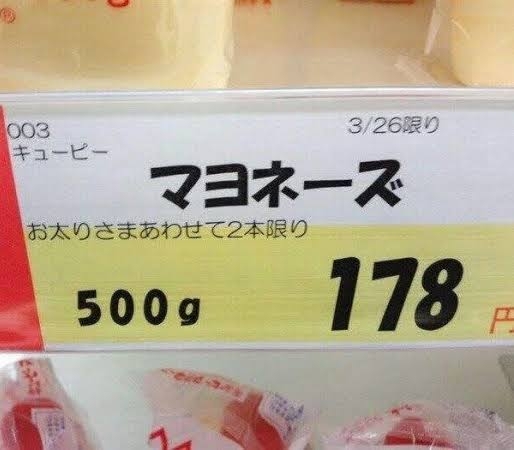 003
3/26限り
キューピー
マヨネーズ
お太りさまあわせて2本限り
500g
178
円